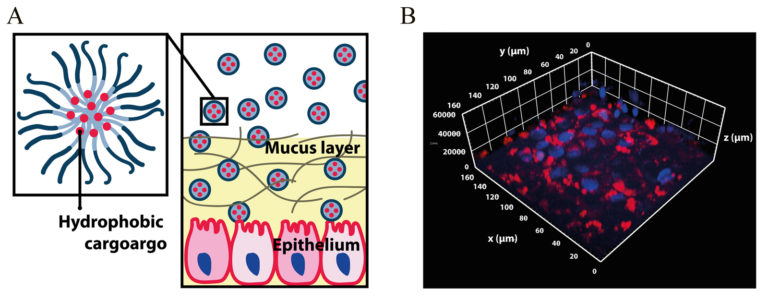 A
Mucus layer
Hydrophobic
cargoargo
Epithelium
B
y (µm)
0
20
40
60
80
100
120
140
160
60000
40000
20000
0
z (µm)
160
140
120
100
80
60
40
20
0
x (µm)